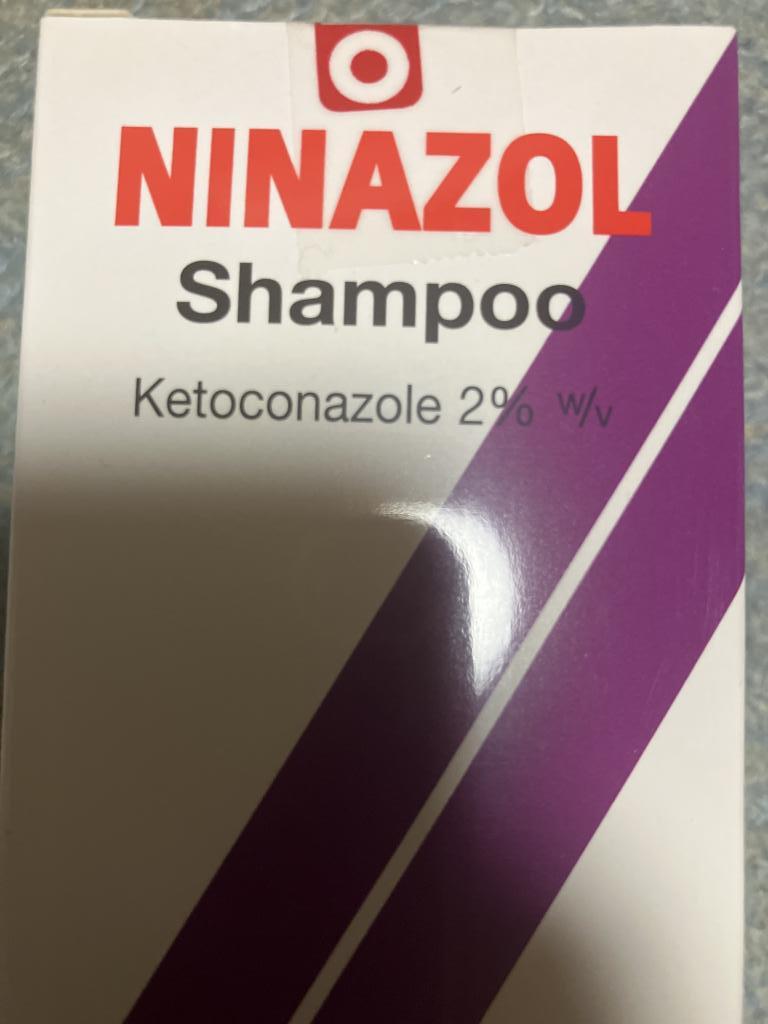 NINAZOL
Shampoo
Ketoconazole 2% w/v